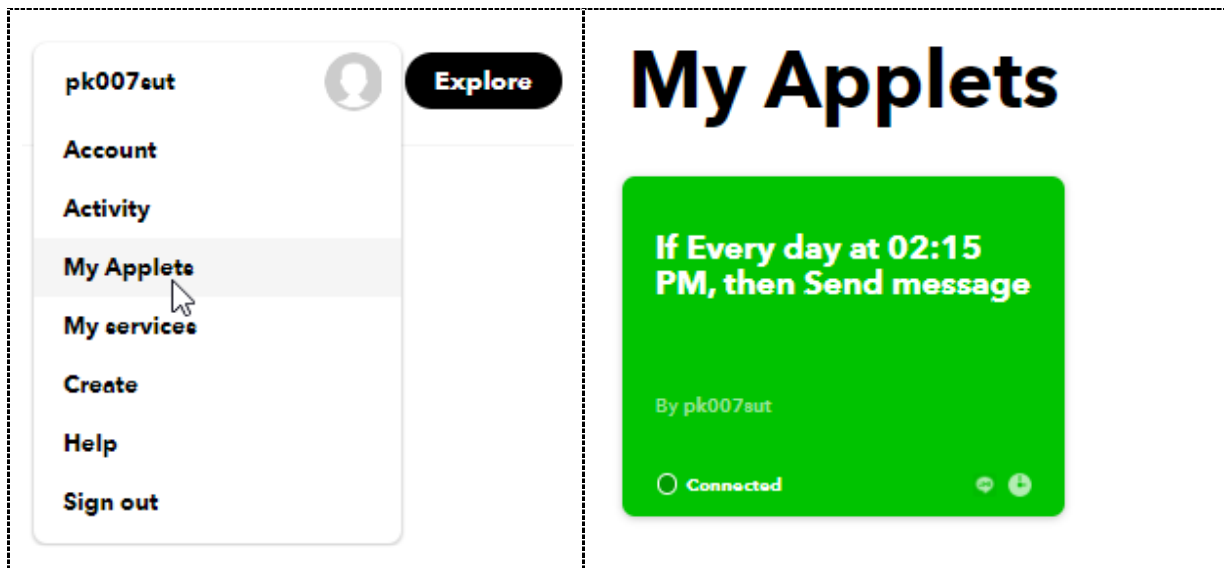 pk007sut
Explore
Account
Activity
My Applets
My services
Create
Help
Sign out
My Applets
If Every day at 02:15
PM, then Send message
By pk007sut
Connected